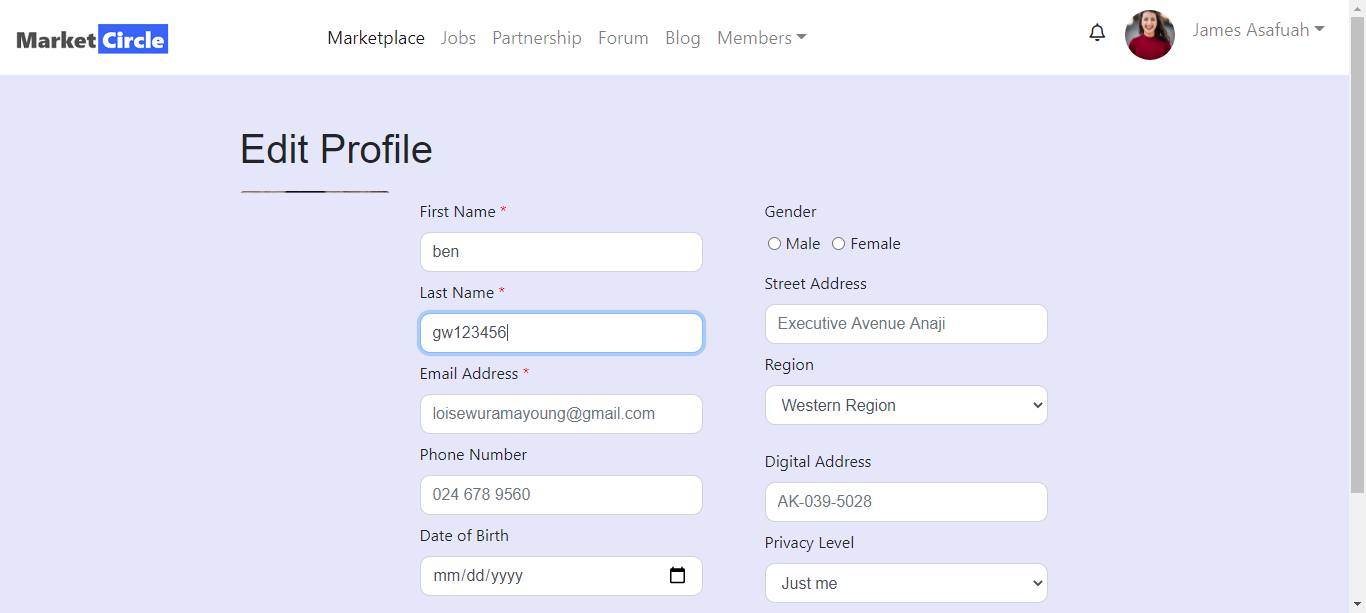 Market Circle
Marketplace Jobs Partnership Forum Blog Members
James Asafuah
Edit Profile
First Name *
ben
Last Name *
gw123456
Email Address *
loisewuramayoung@gmail.com
Phone Number
024 678 9560
Date of Birth
mm/dd/yyyy
Gender
Male Female
Street Address
Executive Avenue Anaji
Region
Western Region
Digital Address
AK-039-5028
Privacy Level
Just me